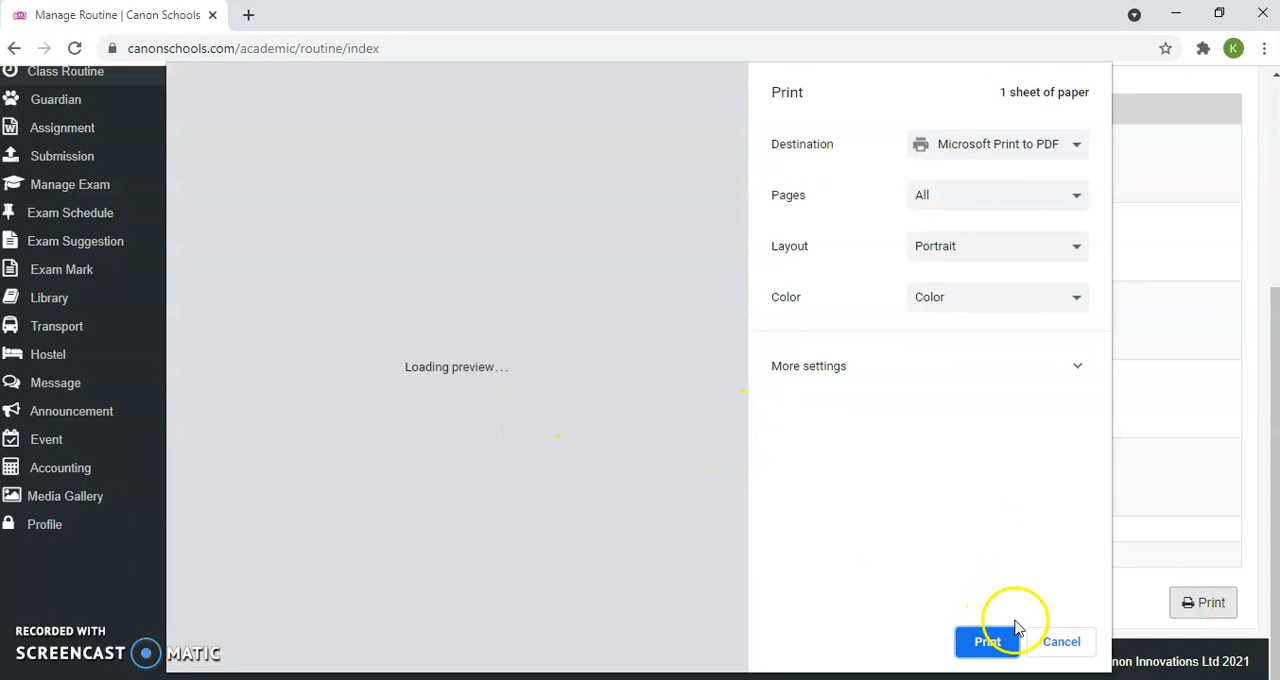 Manage Routine | Canon Schools
canonschools.com/academic/routine/index
K
Class Routine
Guardian
Assignment
Submission
Manage Exam
Exam Schedule
Exam Suggestion
Exam Mark
Library
Transport
Hostel
Message
Announcement
Event
Accounting
Media Gallery
Profile
RECORDED WITH
SCREENCAST MATIC
Loading preview...
Print 1 sheet of paper
Destination Microsoft Print to PDF
Pages All
Layout Portrait
Color Color
More settings
Print Cancel
Print
non Innovations Ltd 2021